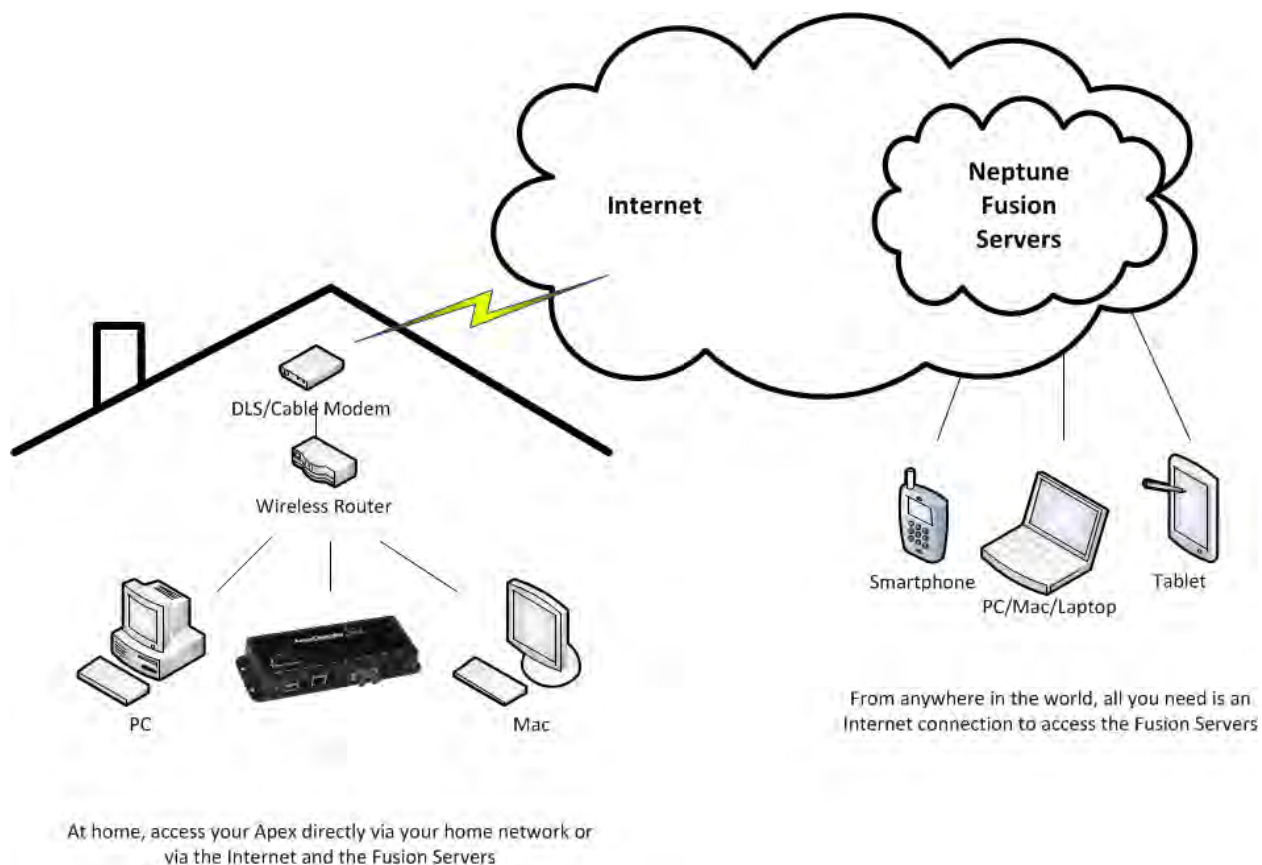 Internet
Neptune
Fusion
Servers
DLS/Cable Modem
Wireless Router
PC
Mac
Smartphone
PC/Mac/Laptop
Tablet
From anywhere in the world, all you need is an
Internet connection to access the Fusion Servers
At home, access your Apex directly via your home network or
via the Internet and the Fusion Servers